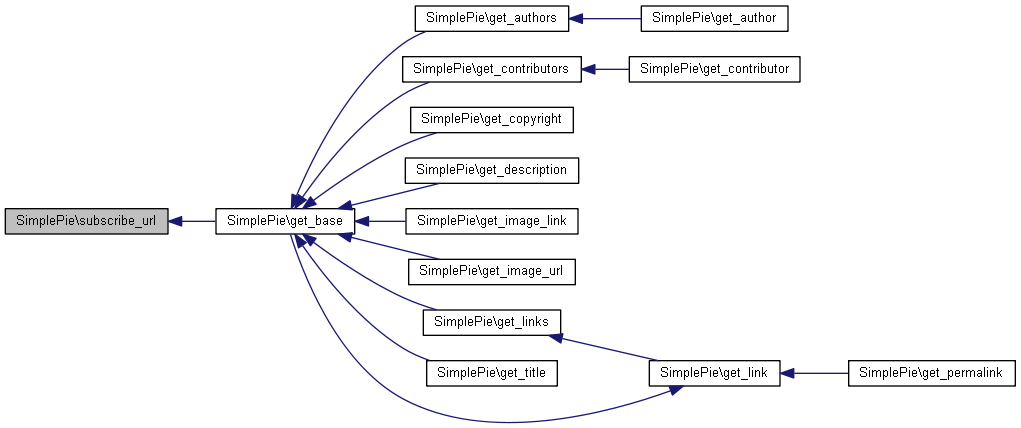 SimplePie\get_authors
SimplePie\get_author
SimplePie\get_contributors
SimplePie\get_contributor
SimplePie\get_copyright
SimplePie\get_description
SimplePie\subscribe_url
SimplePie\get_base
SimplePie\get_image_link
SimplePie\get_image_url
SimplePie\get_links
SimplePie\get_title
SimplePie\get_link
SimplePie\get_permalink